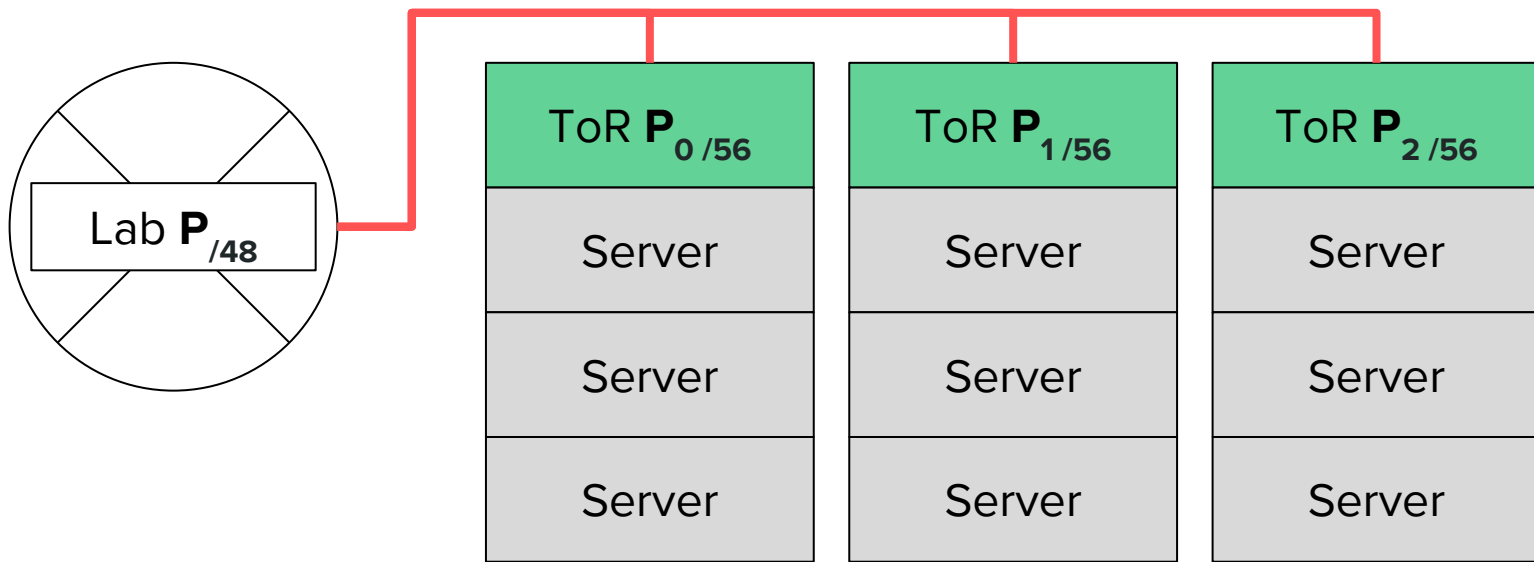 Lab P/48
ToR P0 /56
Server
Server
Server
ToR P1 /56
Server
Server
Server
ToR P2 /56
Server
Server
Server